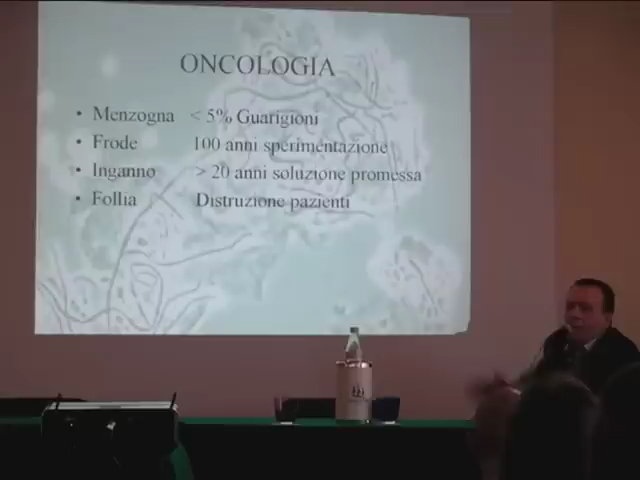 ONCOLOGIA
• Menzogna < 5% Guarigioni
• Frode 100 anni sperimentazione
• Inganno > 20 anni soluzione promessa
• Follia Distruzione pazienti